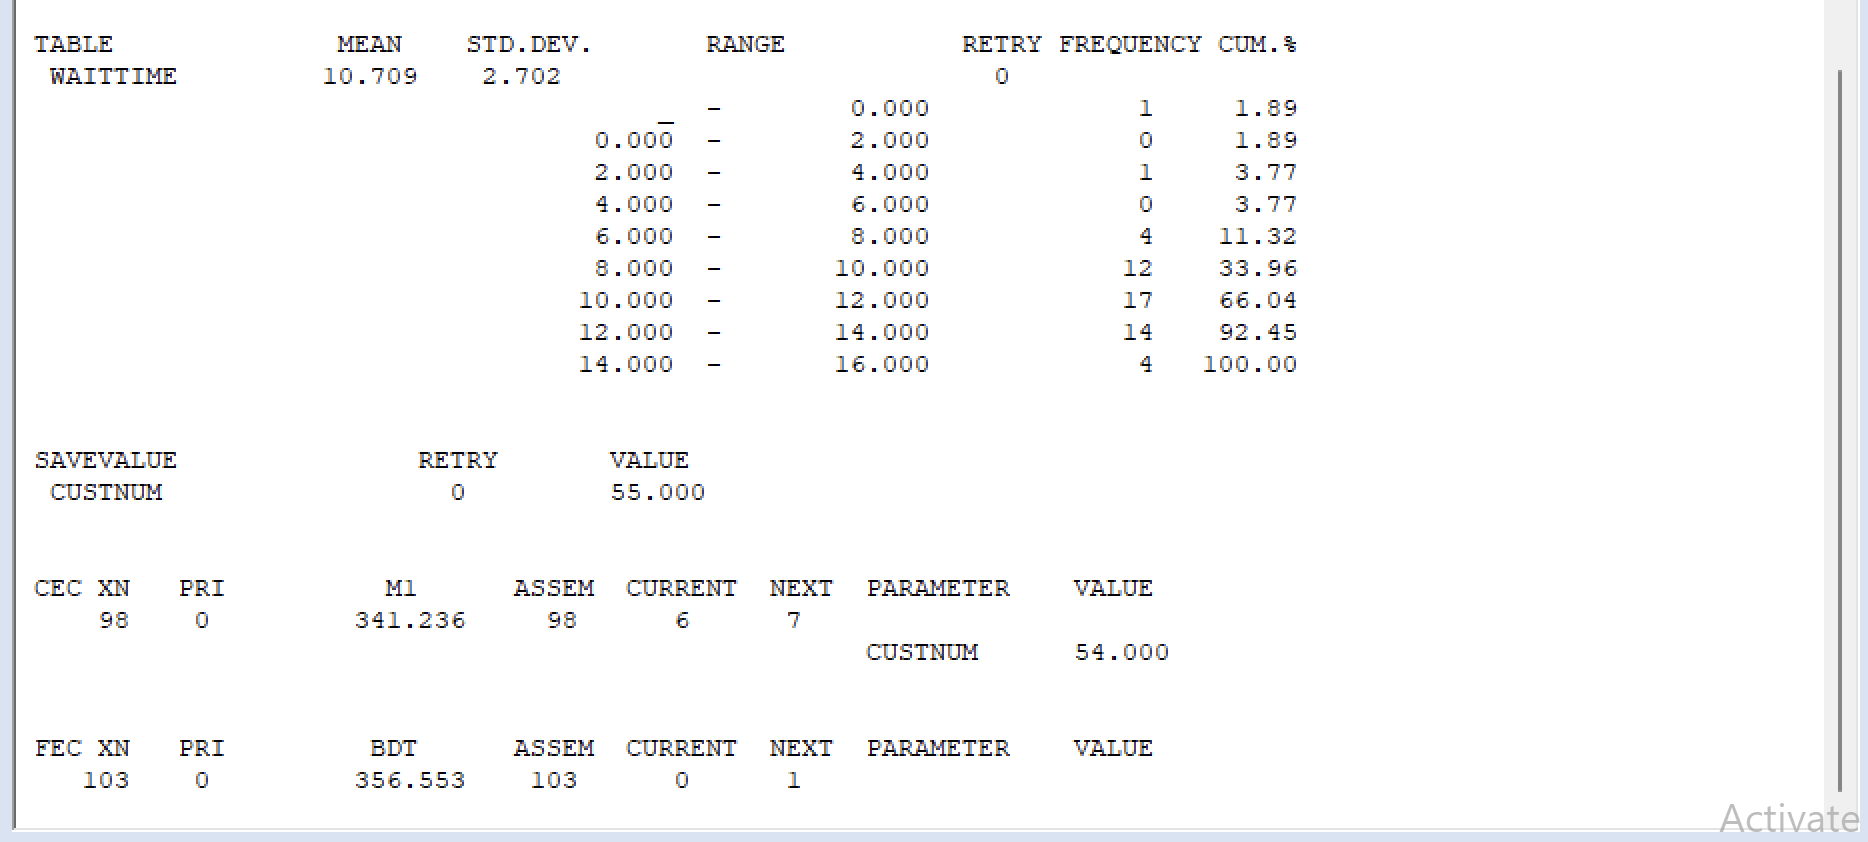 TABLE MEAN STD.DEV. RANGE RETRY FREQUENCY CUM.%
WAITTIME 10.709 2.702 0
_ - 0.000 1 1.89
0.000 - 2.000 0 1.89
2.000 - 4.000 1 3.77
4.000 - 6.000 0 3.77
6.000 - 8.000 4 11.32
8.000 - 10.000 12 33.96
10.000 - 12.000 17 66.04
12.000 - 14.000 14 92.45
14.000 - 16.000 4 100.00
SAVEVALUE RETRY VALUE
CUSTNUM 0 55.000
CEC XN PRI M1 ASSEM CURRENT NEXT PARAMETER VALUE
98 0 341.236 98 6 7
CUSTNUM 54.000
FEC XN PRI BDT ASSEM CURRENT NEXT PARAMETER VALUE
103 0 356.553 103 0 1
Activate